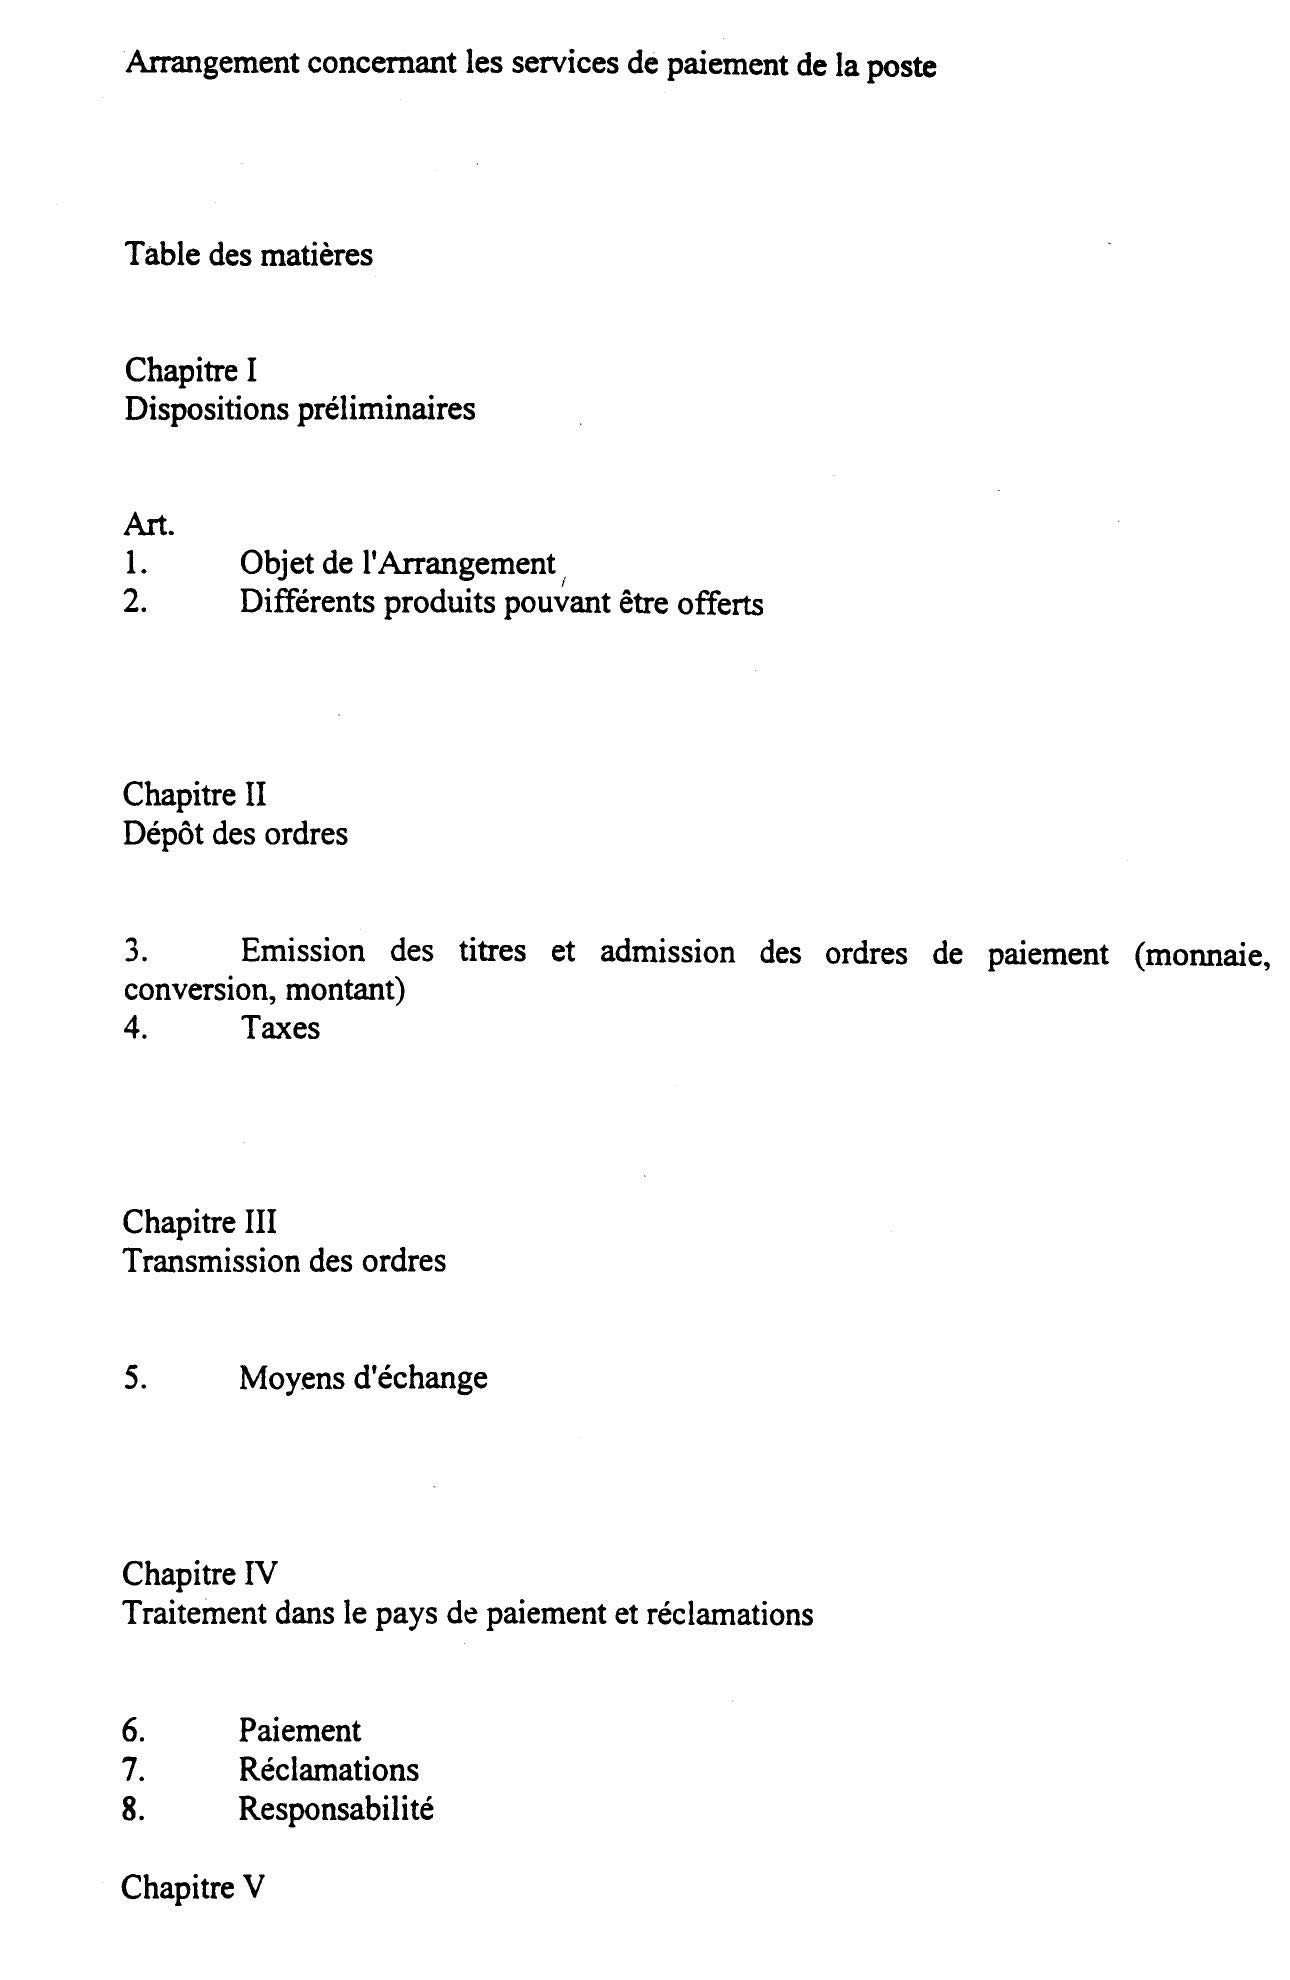 Arrangement concernant les services de paiement de la poste
Table des matières
Chapitre I
Dispositions préliminaires
Art.
1. Objet de l'Arrangement
2. Différents produits pouvant être offerts
Chapitre II
Dépôt des ordres
3. Emission des titres et admission des ordres de paiement (monnaie,
conversion, montant)
4. Taxes
Chapitre III
Transmission des ordres
5. Moyens d'échange
Chapitre IV
Traitement dans le pays de paiement et réclamations
6. Paiement
7. Réclamations
8. Responsabilité
Chapitre V